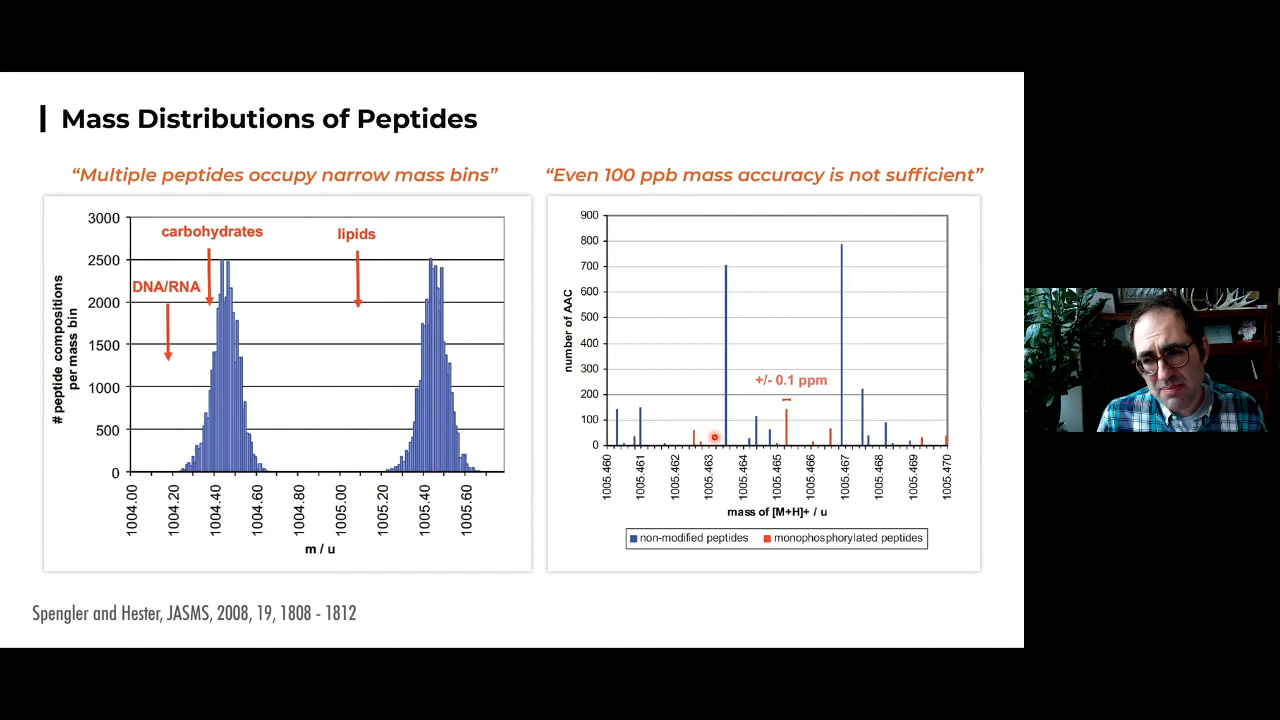 Mass Distributions of Peptides
“Multiple peptides occupy narrow mass bins”
“Even 100 ppb mass accuracy is not sufficient”
# peptide compositions
per mass bin
3000
2500
2000
1500
1000
500
0
carbohydrates
lipids
DNA/RNA
1004.00
1004.20
1004.40
1004.60
1004.80
1005.00
1005.20
1005.40
1005.60
m / u
number of AAC
900
800
700
600
500
400
300
200
100
0
+/- 0.1 ppm
1005.460
1005.461
1005.462
1005.463
1005.464
1005.465
1005.466
1005.467
1005.468
1005.469
1005.470
mass of [M+H]+ / u
non-modified peptides
monophosphorylated peptides
Spengler and Hester, JASMS, 2008, 19, 1808 - 1812